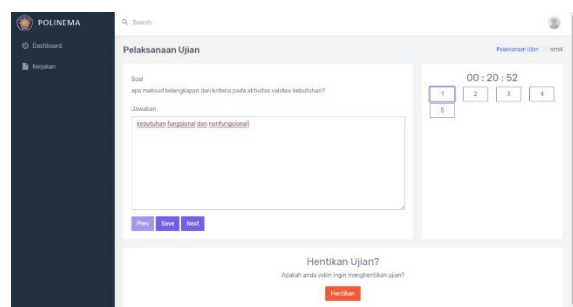 POLINEMA
Search
Dashboard
Kerjakan
Pelaksanaan Ujian
Pelaksanaan Ujian / detail
Soal
apa maksud kelengkapan dan kriteria pada aktivitas validasi kebutuhan?
Jawaban
kebutuhan fungsional dan nonfungsional
Prev Save Next
00 : 20 : 52
1 2 3 4
5
Hentikan Ujian?
Apakah anda yakin ingin menghentikan ujian?
Hentikan